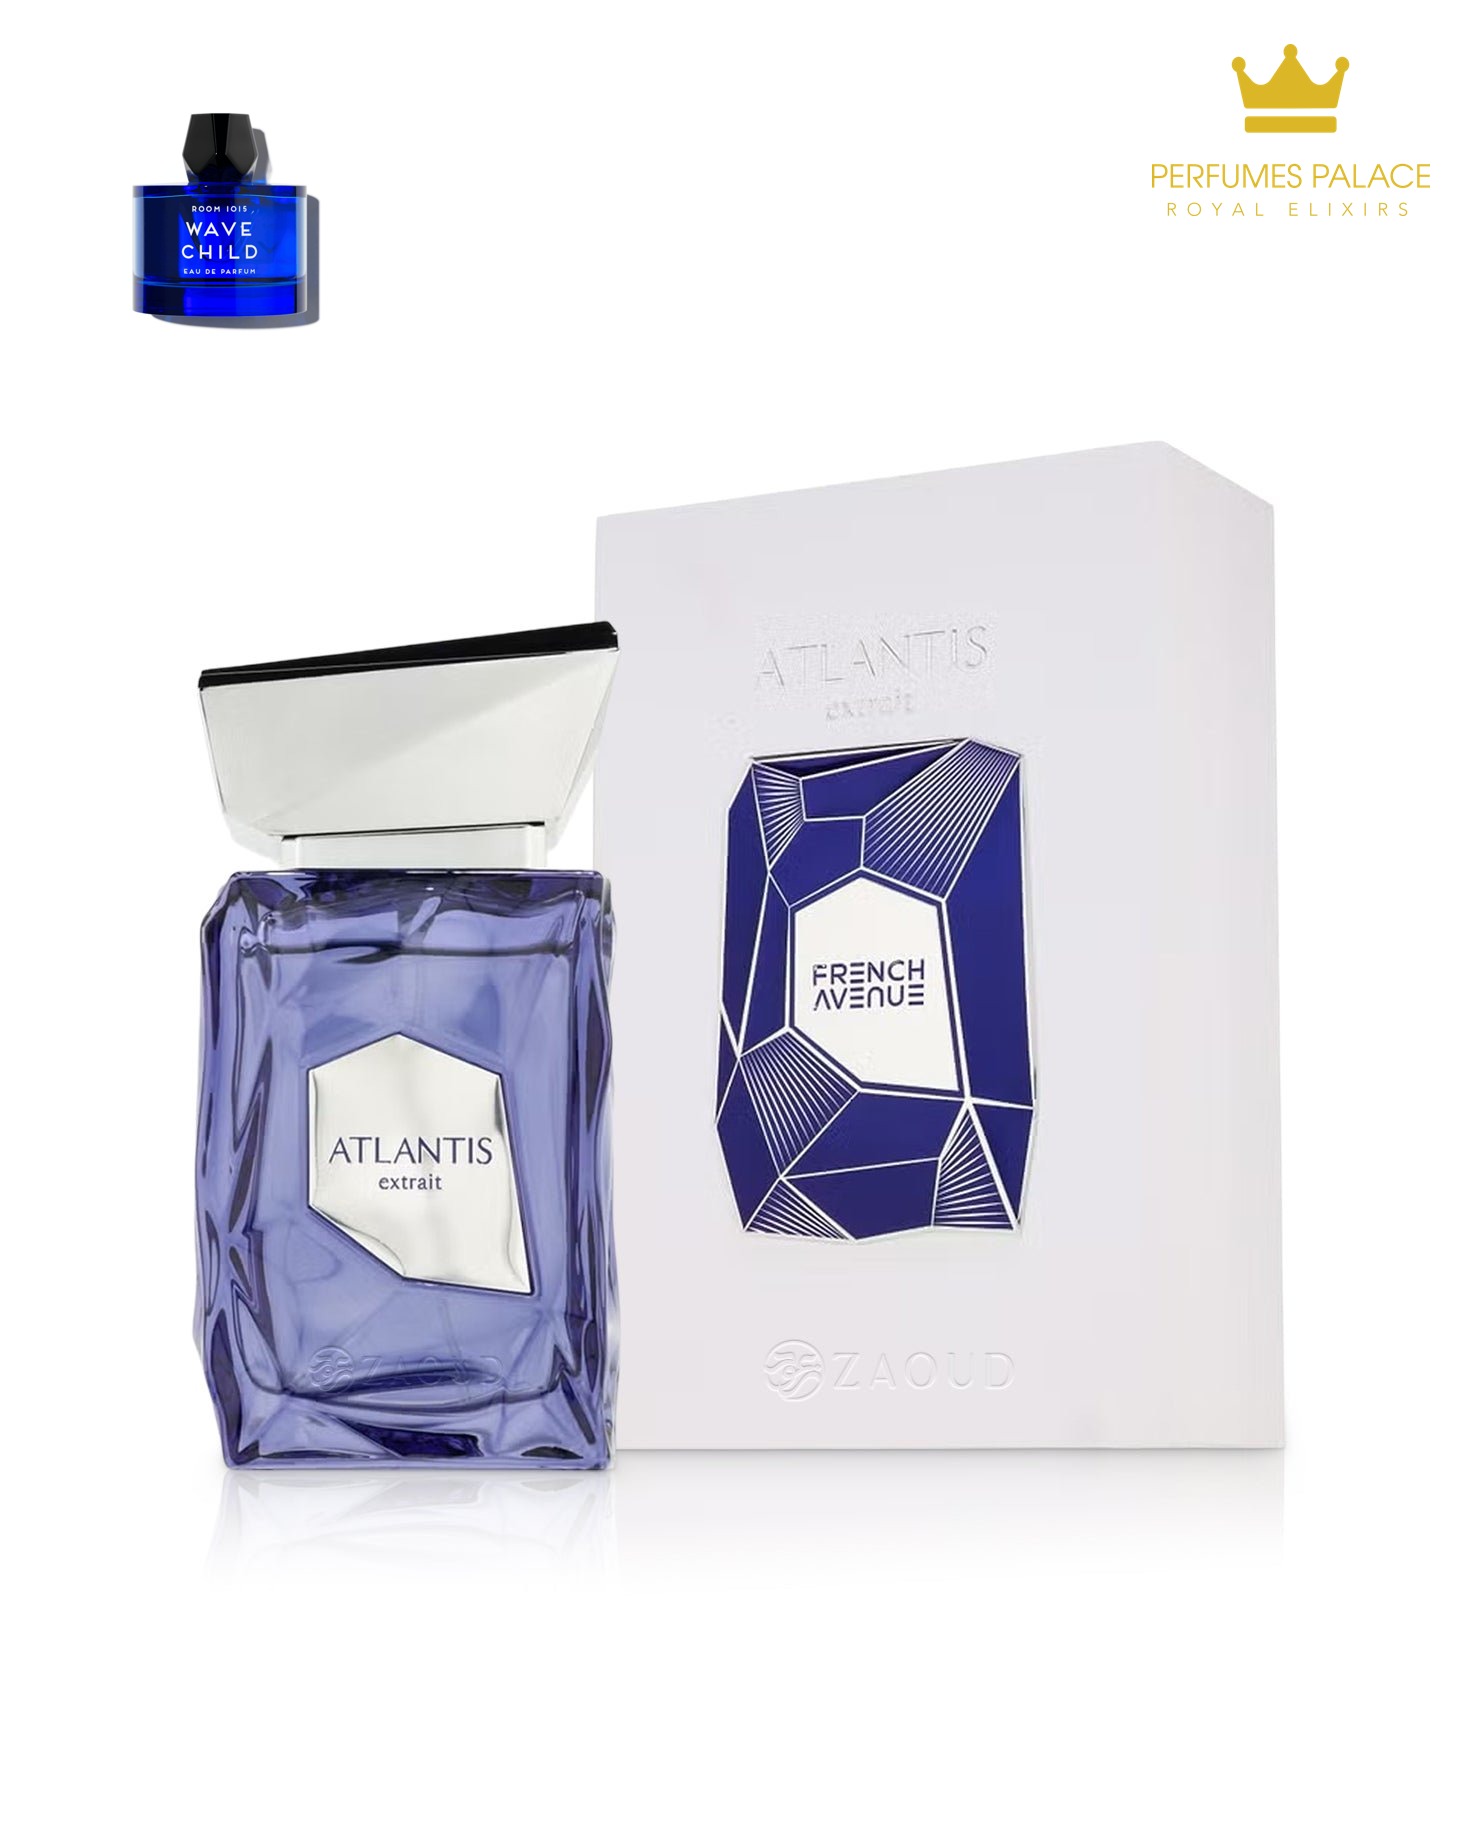 PERFUMES PALACE
ROYAL ELIXIRS
ROOM 1015
WAVE
CHILD
EAU DE PARFUM
ATLANTIS
extrait
FRENCH
AVENUE
ATLANTIS
extrait
ZAOUD
ZAOUD